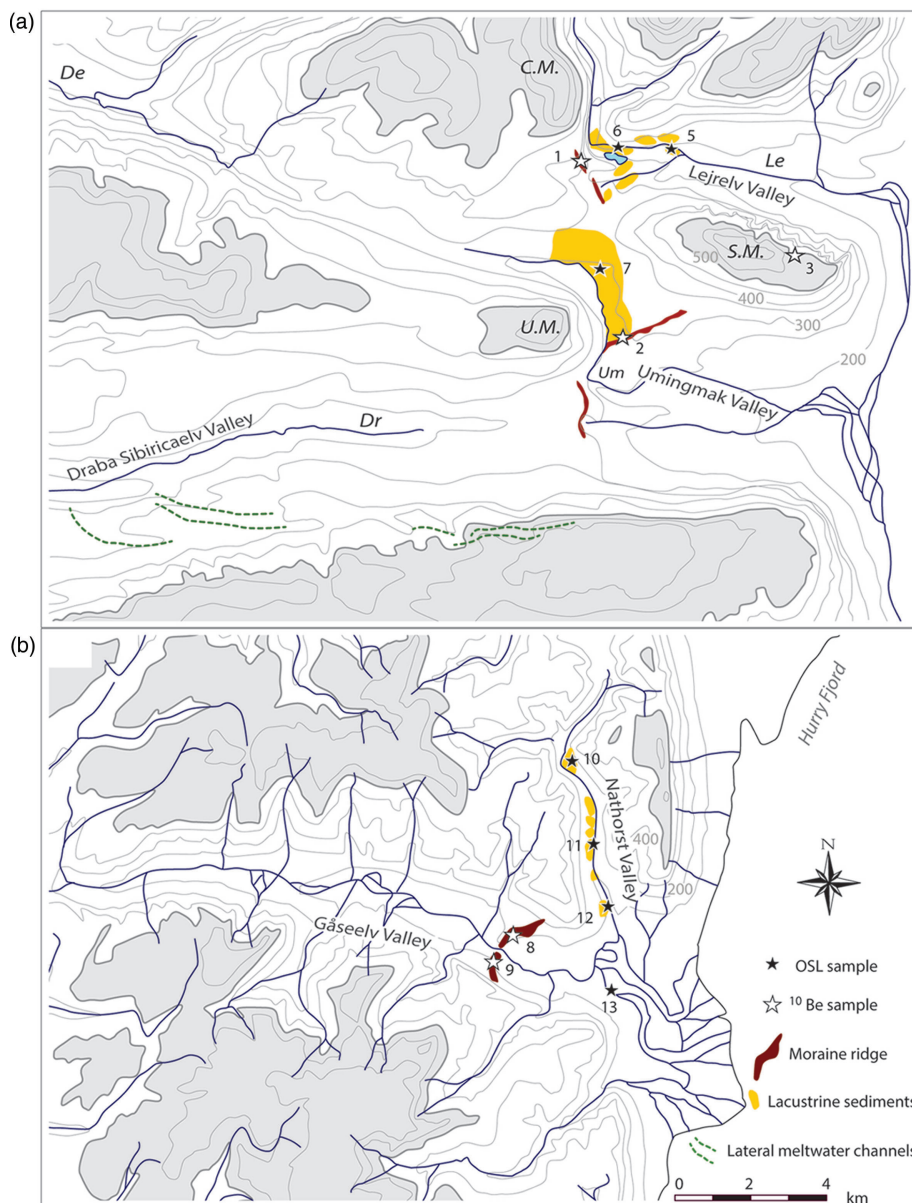 (a)
De
C.M.
6
5
1
Le
Lejrelv Valley
S.M.
3
500
7
400
300
U.M.
200
2
Um
Umingmak Valley
Dr
Draba Sibiricaelv Valley
(b)
Hurry Fjord
10
Nathorst Valley
400
11
200
N
12
Gåseelv Valley
8
9
13
OSL sample
10 Be sample
Moraine ridge
Lacustrine sediments
Lateral meltwater channels
0 2 4
km